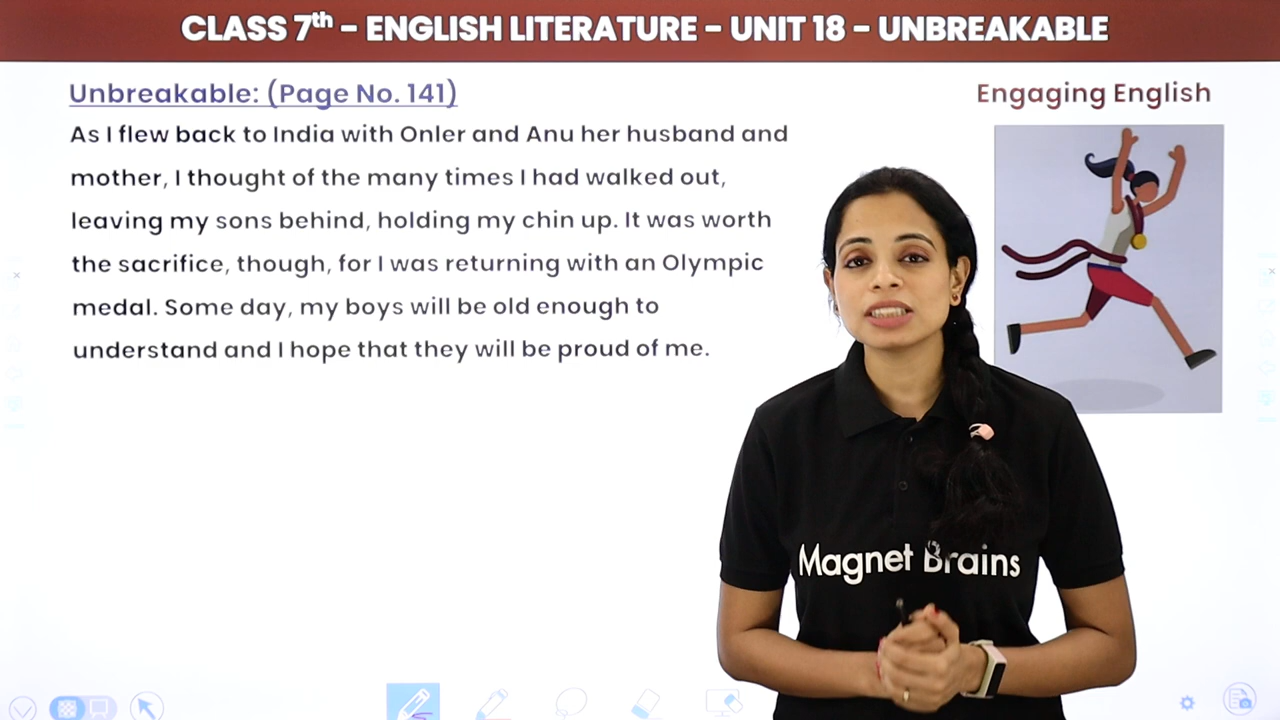 CLASS 7th - ENGLISH LITERATURE - UNIT 18 - UNBREAKABLE
Unbreakable: (Page No. 141)
Engaging English
As I flew back to India with Onler and Anu her husband and
mother, I thought of the many times I had walked out,
leaving my sons behind, holding my chin up. It was worth
the sacrifice, though, for I was returning with an Olympic
medal. Some day, my boys will be old enough to
understand and I hope that they will be proud of me.
Magnet Brains